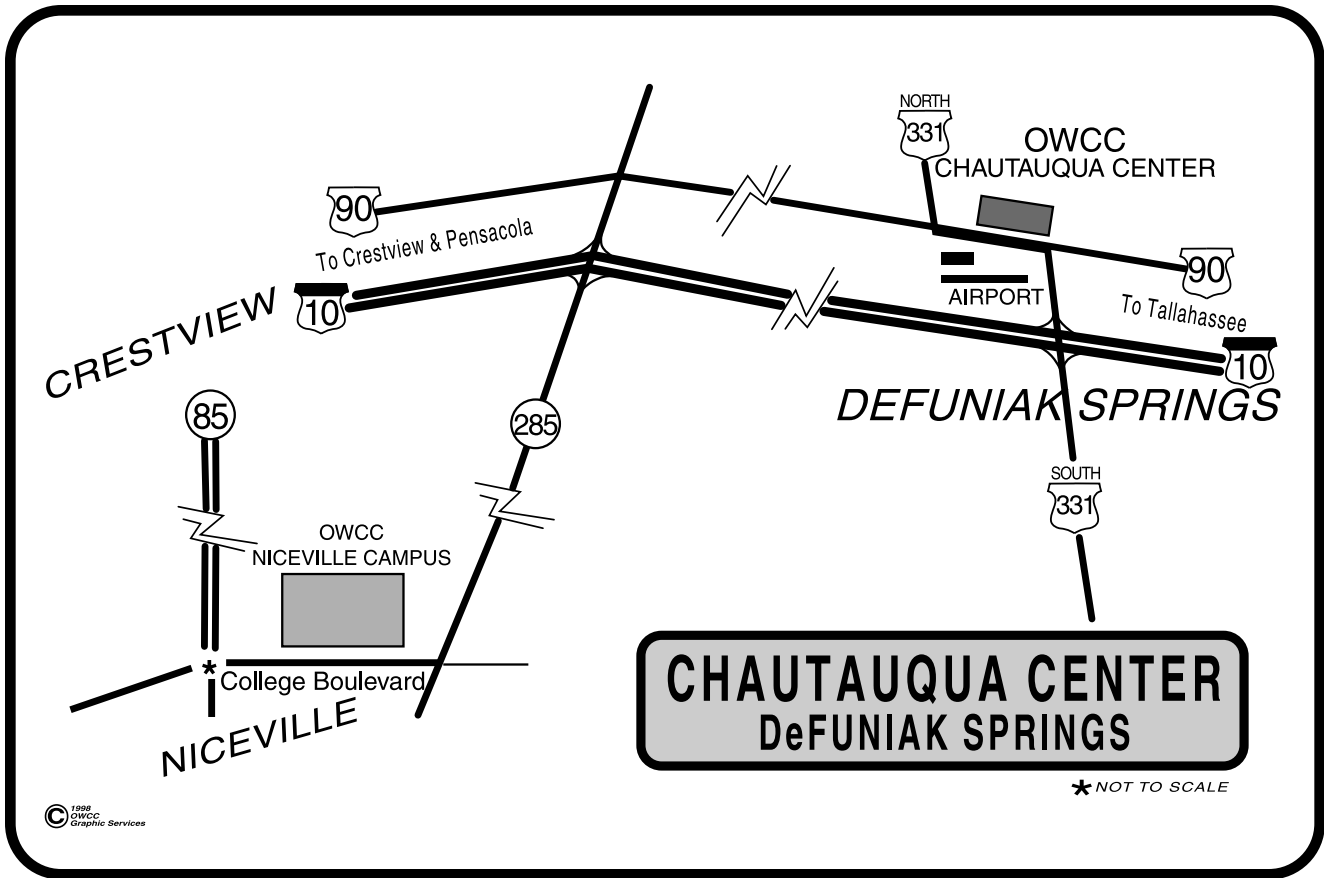 NORTH
331
OWCC
CHAUTAUQUA CENTER
90
To Crestview & Pensacola
90
AIRPORT
To Tallahassee
10
CRESTVIEW
10
DEFUNIAK SPRINGS
85
285
SOUTH
331
OWCC
NICEVILLE CAMPUS
*
College Boulevard
NICEVILLE
CHAUTAUQUA CENTER
DeFUNIAK SPRINGS
* NOT TO SCALE
© 1998
OWCC
Graphic Services